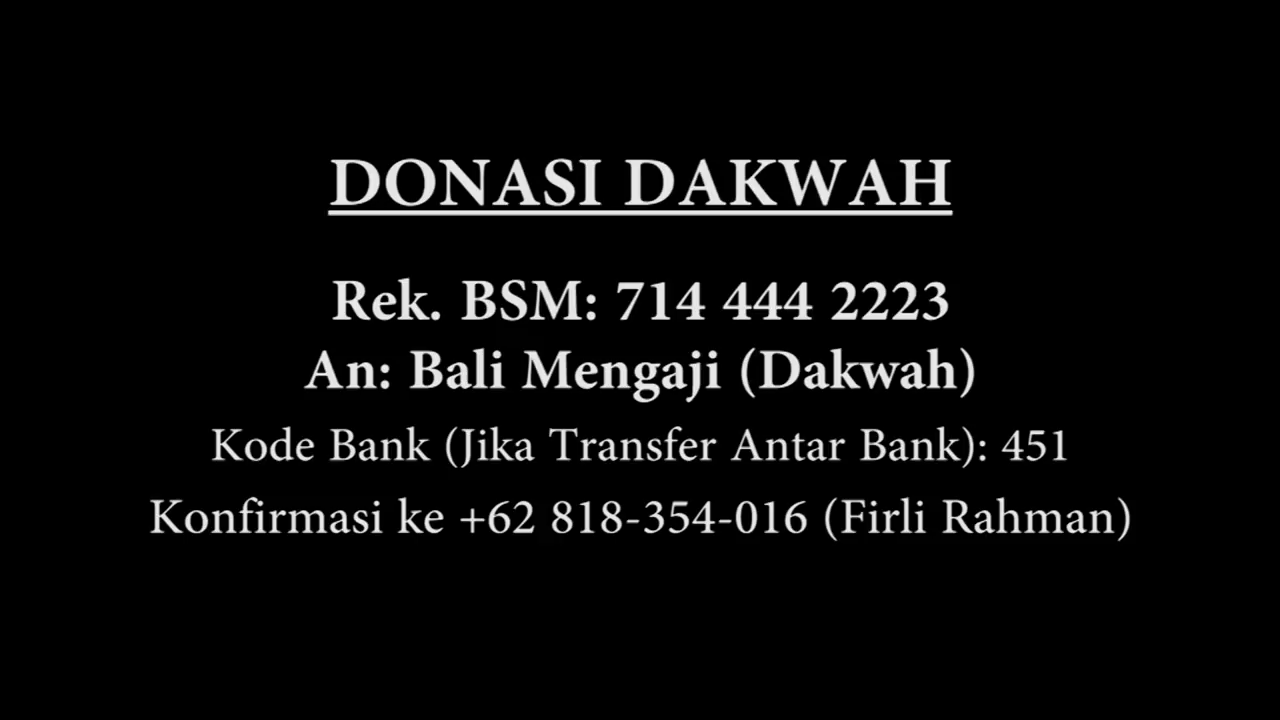 DONASI DAKWAH
Rek. BSM: 714 444 2223
An: Bali Mengaji (Dakwah)
Kode Bank (Jika Transfer Antar Bank): 451
Konfirmasi ke +62 818-354-016 (Firli Rahman)